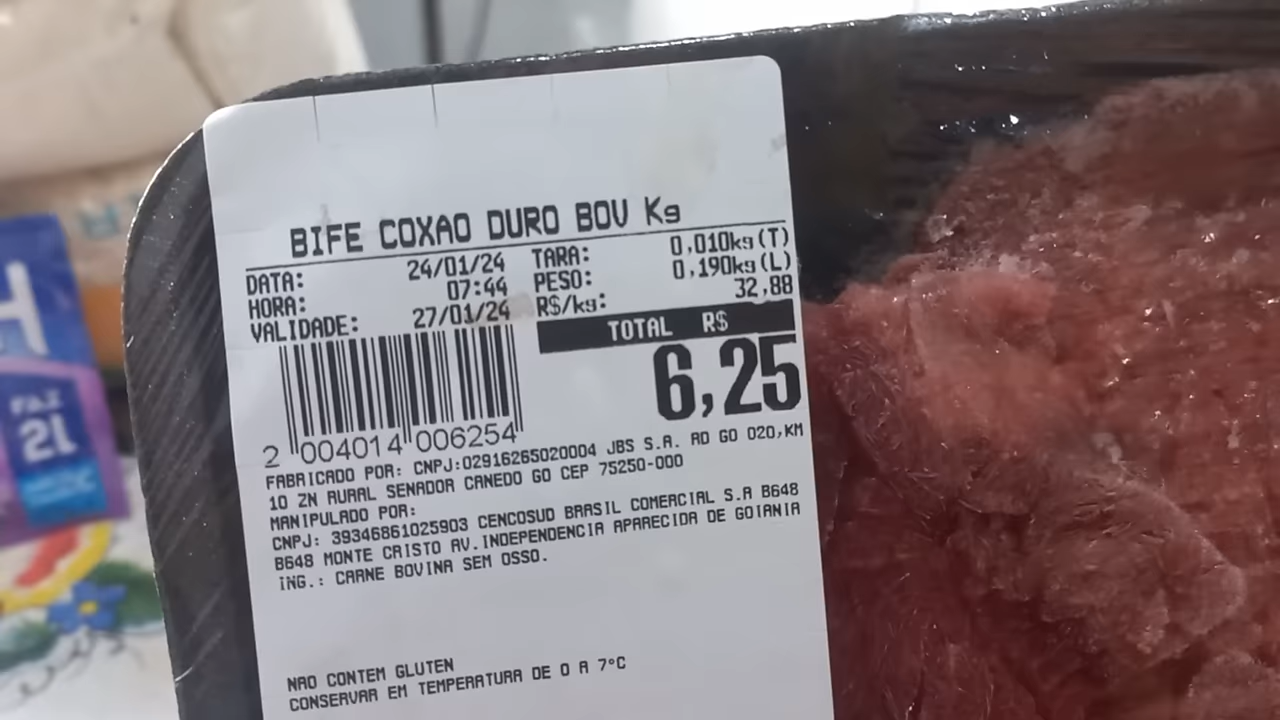 BIFE COXAO DURO BOV Kg
DATA: 24/01/24 TARA: 0,010kg(T)
HORA: 07:44 PESO: 0,190kg(L)
VALIDADE: 27/01/24 R$/kg: 32,88
TOTAL R$
6,25
2 004014 006254
FABRICADO POR: CNPJ:02916265020004 JBS S.A. RO GO 020,KM
10 ZN RURAL SENADOR CANEDO GO CEP 75250-000
MANIPULADO POR:
CNPJ: 39346861025903 CENCOSUD BRASIL COMERCIAL S.A B648
B648 MONTE CRISTO AV.INDEPENDENCIA APARECIDA DE GOIANIA
ING.: CARNE BOVINA SEM OSSO.
NAO CONTEM GLUTEN
CONSERVAR EM TEMPERATURA DE 0 A 7°C
FAZ
2l